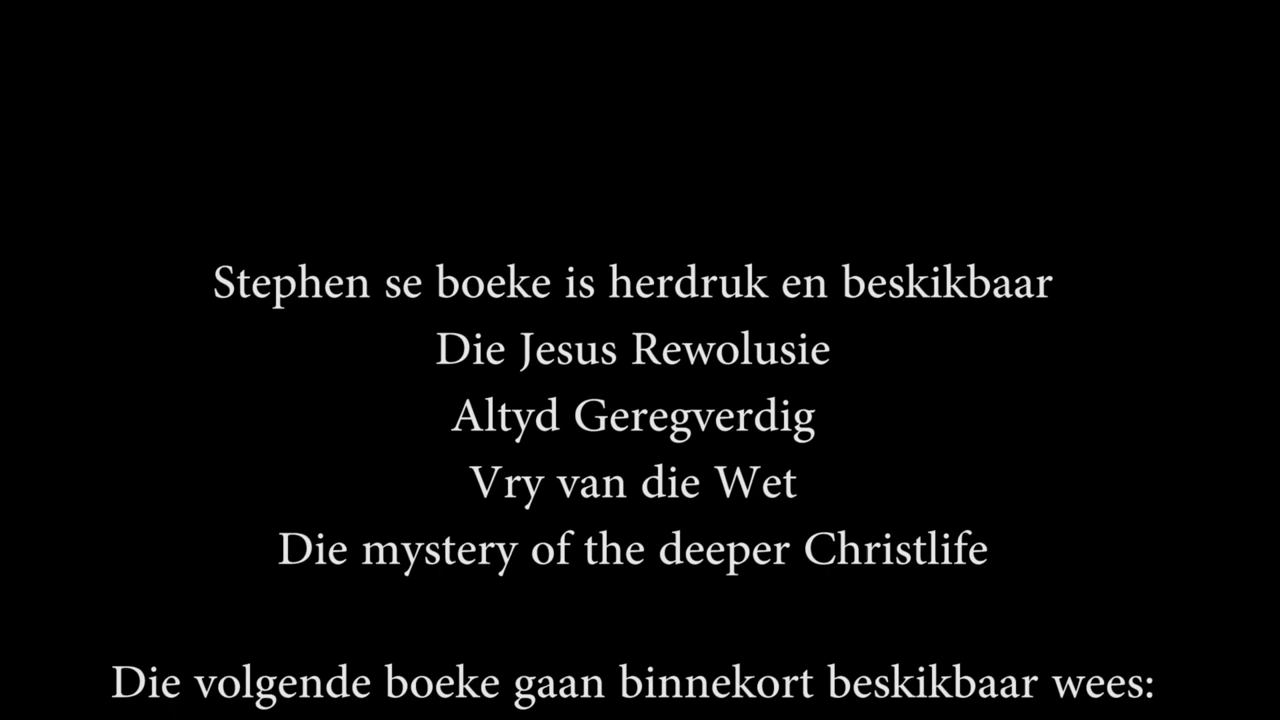 Stephen se boeke is herdruk en beskikbaar
Die Jesus Rewolusie
Altyd Geregverdig
Vry van die Wet
Die mystery of the deeper Christlife
Die volgende boeke gaan binnekort beskikbaar wees: